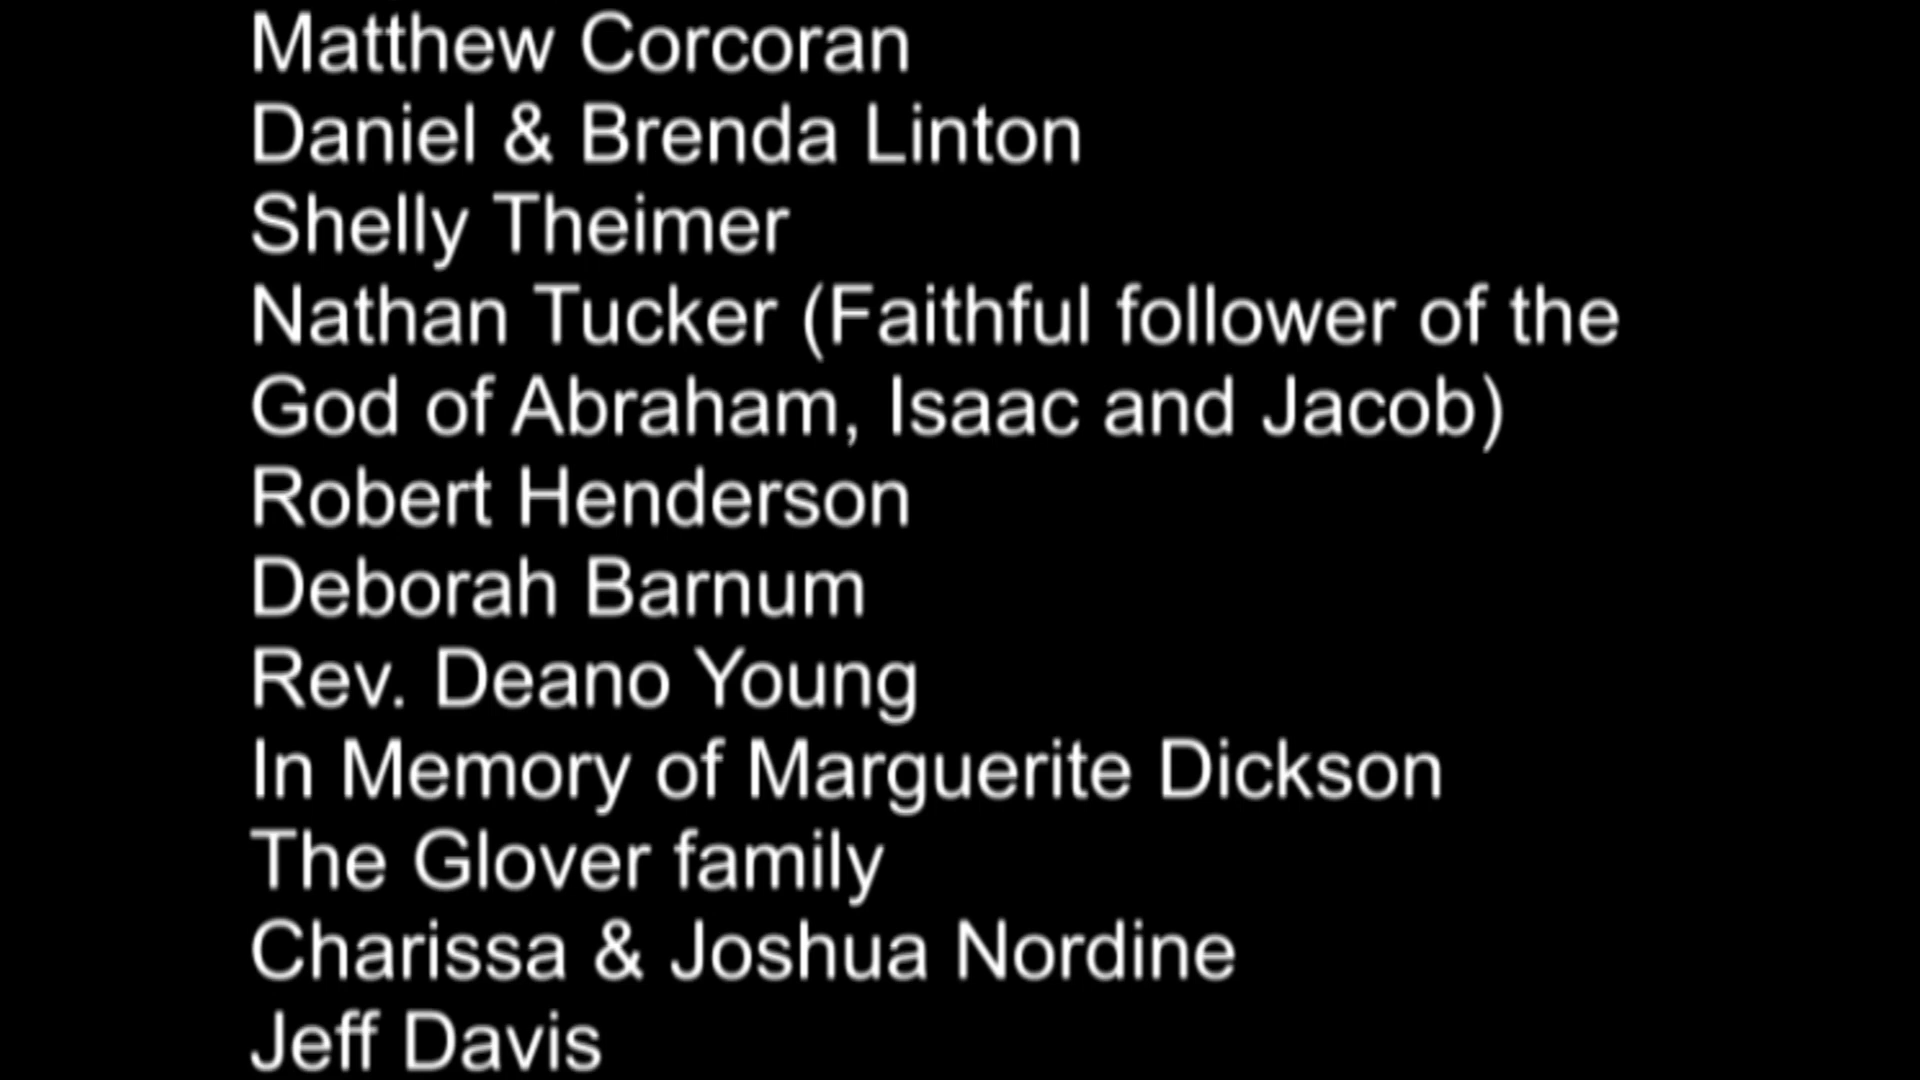 Matthew Corcoran
Daniel & Brenda Linton
Shelly Theimer
Nathan Tucker (Faithful follower of the
God of Abraham, Isaac and Jacob)
Robert Henderson
Deborah Barnum
Rev. Deano Young
In Memory of Marguerite Dickson
The Glover family
Charissa & Joshua Nordine
Jeff Davis